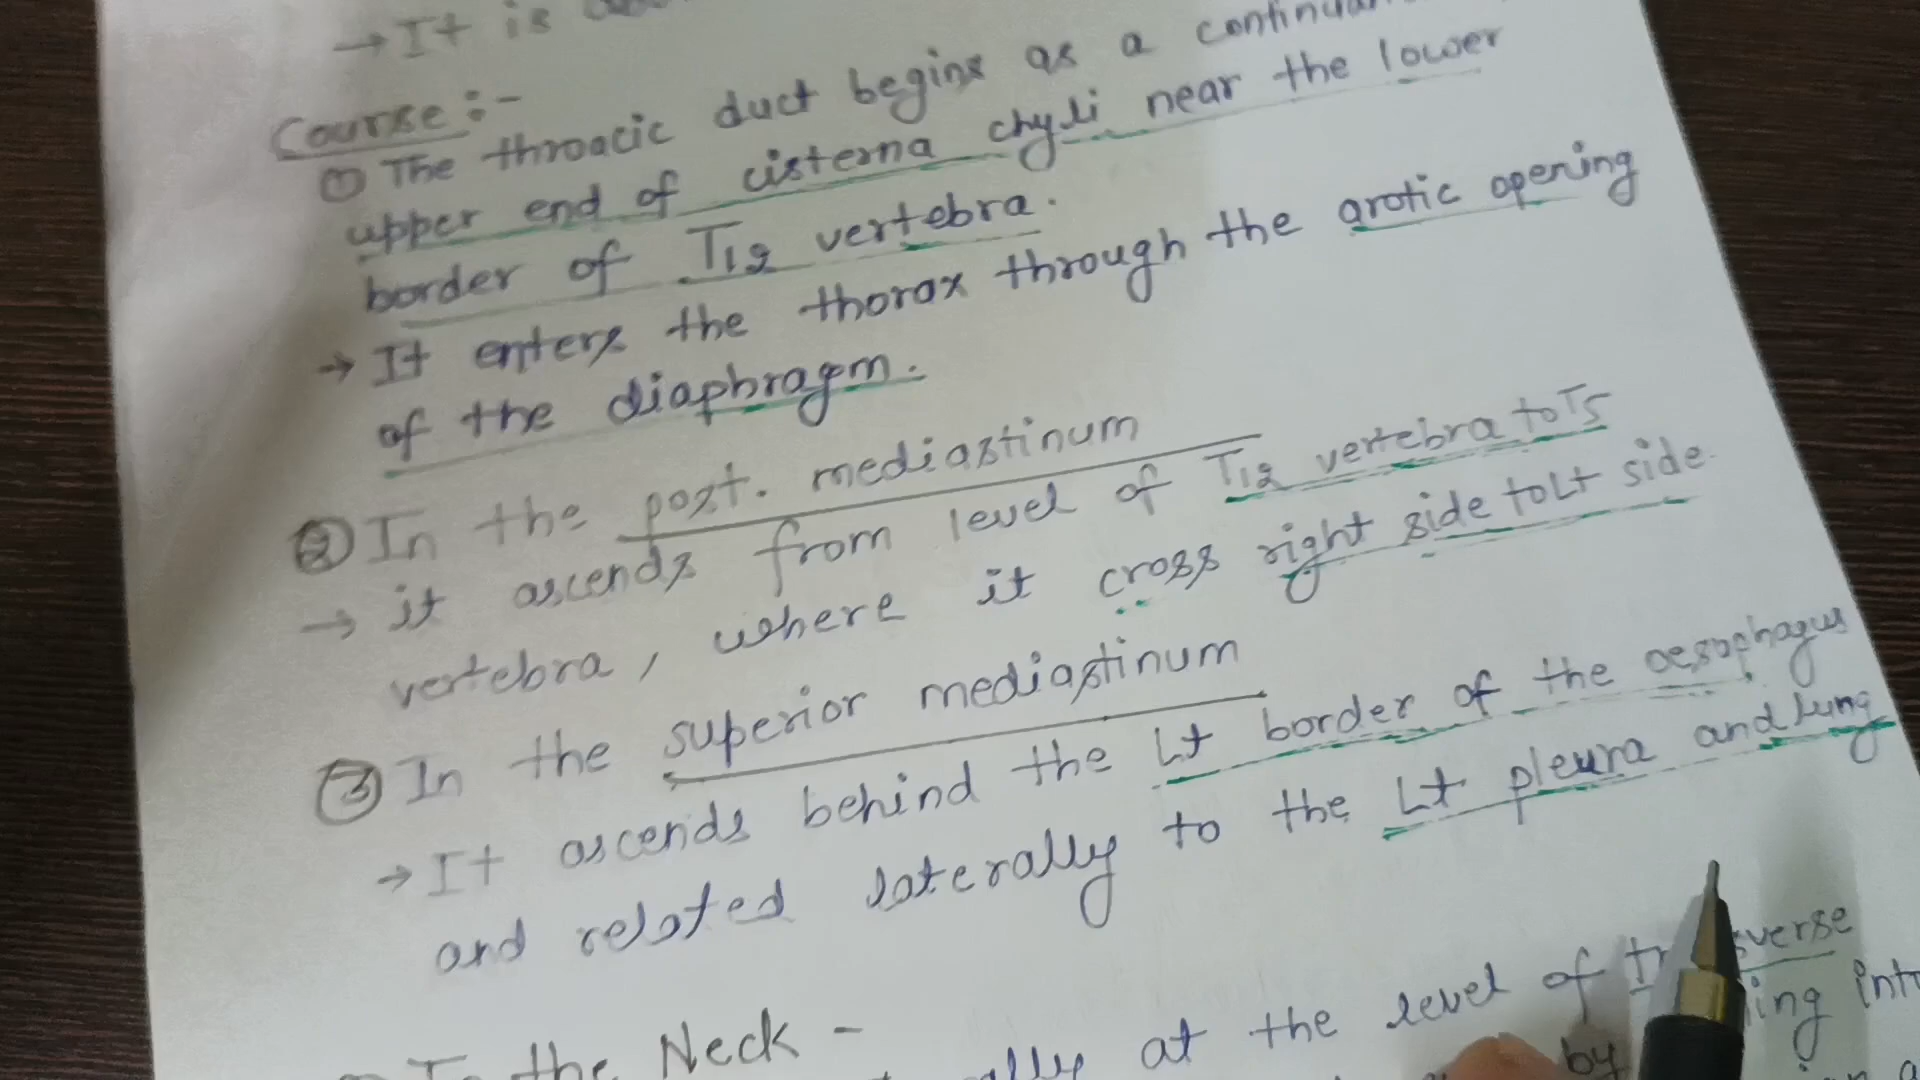 → It is
Course :-
① The throacic duct begins as a
upper end of cisterna chyli near the lower
border of T12 vertebra.
→ It enters the thorax through the arotic opening
of the diaphragm.
② In the post. mediastinum
→ it ascends from level of T12 vertebra to T5
vertebra, where it cross right side to Lt side.
③ In the superior mediastinum
→ It ascends behind the Lt border of the oesophagus
and related laterally to the Lt pleura and lung
the Neck -
at the level of
by